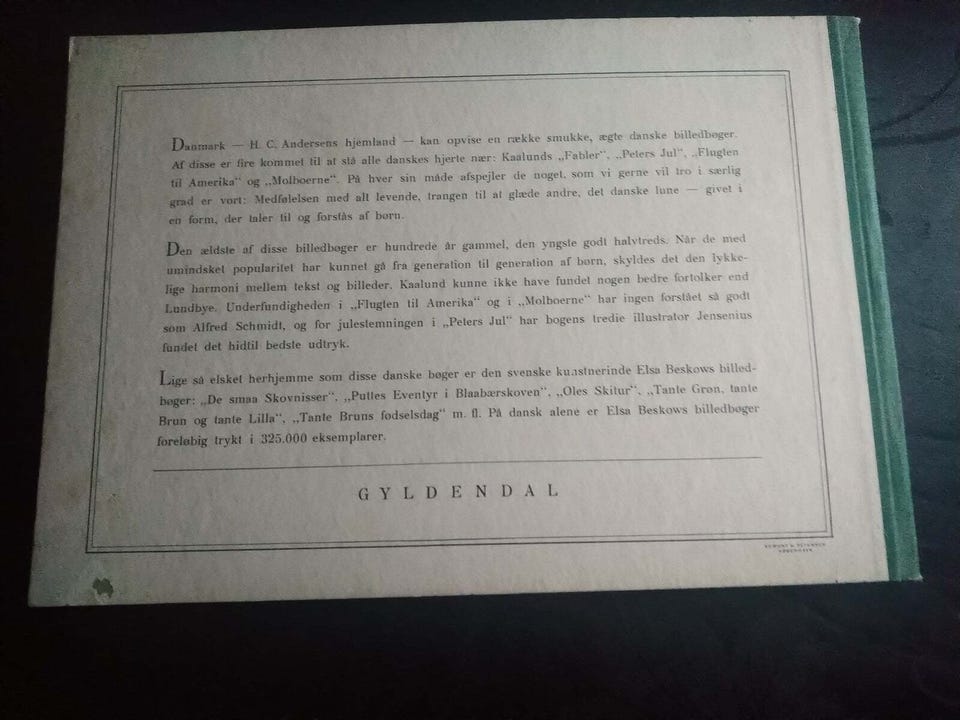 Danmark — H. C. Andersens hjemland — kan opvise en række smukke, ægte danske billedbøger.
Af disse er fire kommet til at stå alle danskes hjerte nær: Kaalunds „Fabler“, „Peters Jul“, „Flugten
til Amerika“ og „Molboerne“. På hver sin måde afspejler de noget, som vi gerne vil tro i særlig
grad er vort: Medfølelsen med alt levende, trangen til at glæde andre, det danske lune — givet i
en form, der taler til og forstås af børn.
Den ældste af disse billedbøger er hundrede år gammel, den yngste godt halvtreds. Når de med
umindsket popularitet har kunnet gå fra generation til generation af børn, skyldes det den lykke-
lige harmoni mellem tekst og billeder. Kaalund kunne ikke have fundet nogen bedre fortolker end
Lundbye. Underfundigheden i „Flugten til Amerika“ og i „Molboerne“ har ingen forstået så godt
som Alfred Schmidt, og for julestemningen i „Peters Jul“ har bogens tredie illustrator Jensenius
fundet det hidtil bedste udtryk.
Lige så elsket herhjemme som disse danske bøger er den svenske kunstnerinde Elsa Beskows billed-
bøger: „De smaa Skovnisser“, „Puttes Eventyr i Blaabærskoven“, „Oles Skitur“, „Tante Grøn, tante
Brun og tante Lilla“, „Tante Bruns fødselsdag“ m. fl. På dansk alene er Elsa Beskows billedbøger
foreløbig trykt i 325.000 eksemplarer.
GYLDENDAL